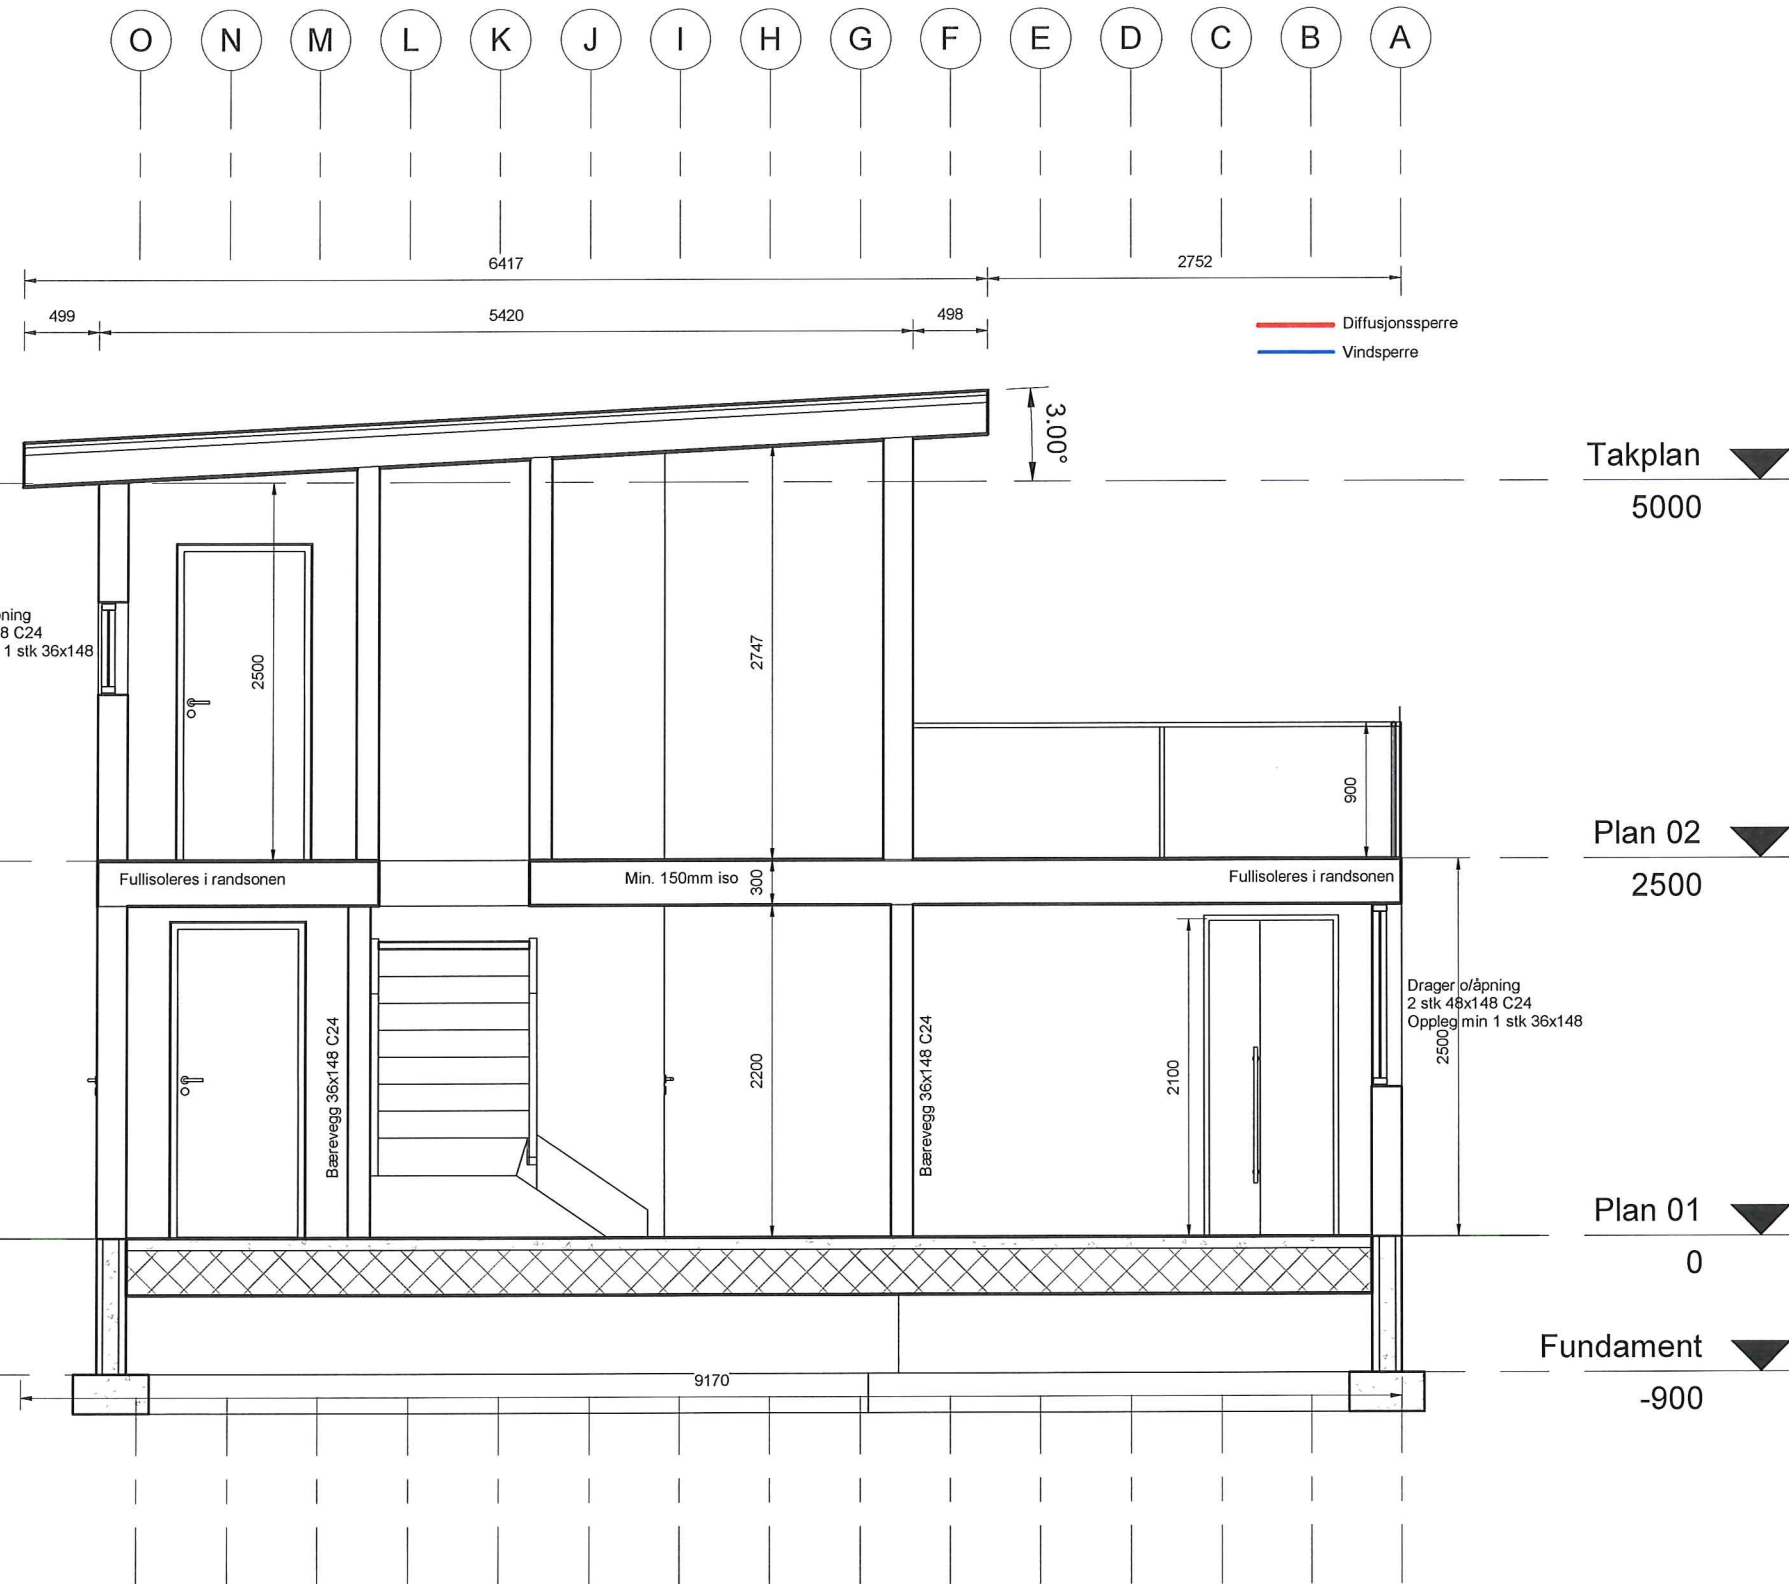 O N M L K J I H G F E D C B A
6417
2752
499
5420
498
Diffusjonssperre
Vindsperre
3.00°
Takplan
5000
8 C24
1 stk 36x148
2500
2747
900
Plan 02
2500
Fullisoleres i randsonen
Min. 150mm iso
300
Fullisoleres i randsonen
Bærevegg 36x148 C24
2200
Bærevegg 36x148 C24
2100
Drager o/åpning
2 stk 48x148 C24
Oppleg min 1 stk 36x148
2500
Plan 01
0
Fundament
-900
9170